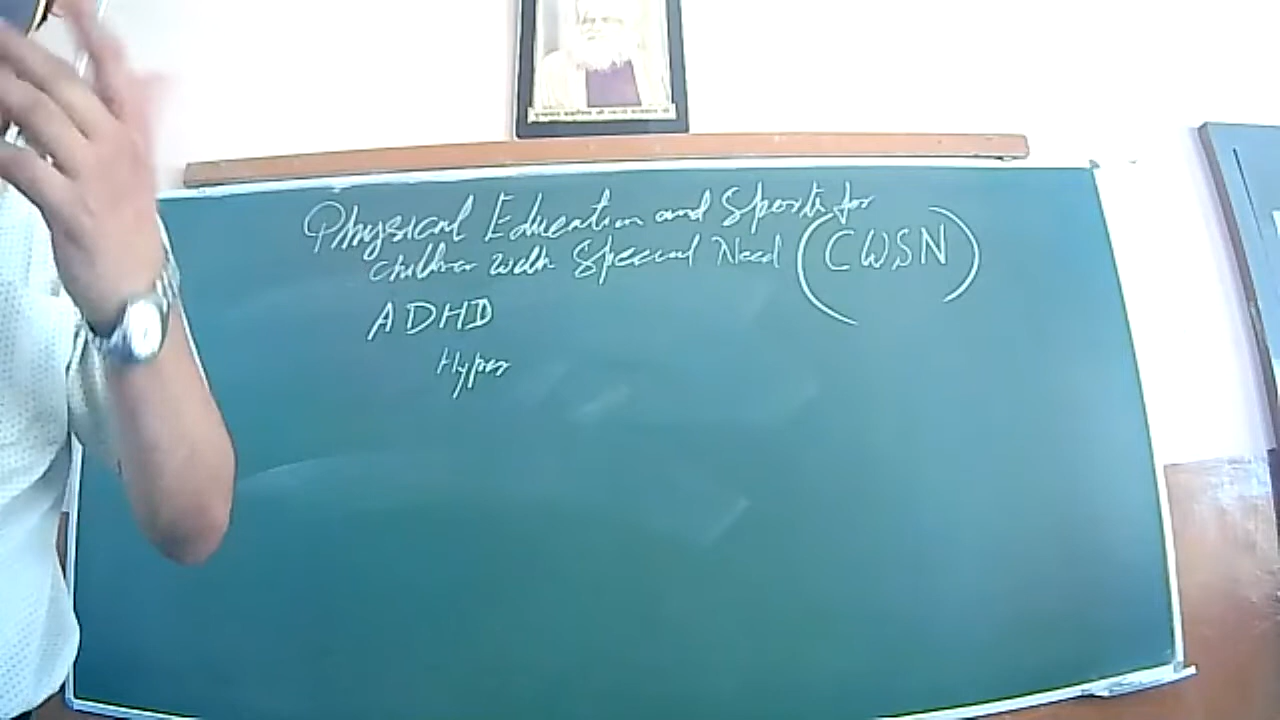 Physical Education and Sports for
children with Special Need (CWSN)
ADHD
Hyper